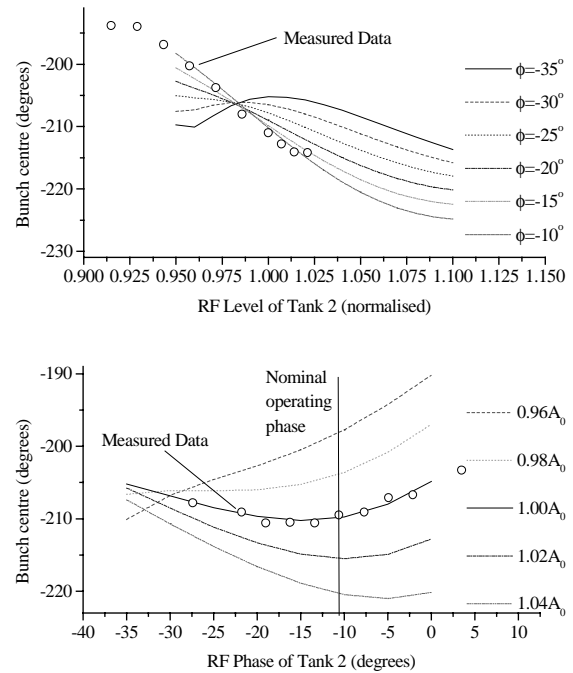 Measured Data
Bunch centre (degrees)
-200
-210
-220
-230
0.900 0.925 0.950 0.975 1.000 1.025 1.050 1.075 1.100 1.125 1.150
RF Level of Tank 2 (normalised)
ϕ=-35°
ϕ=-30°
ϕ=-25°
ϕ=-20°
ϕ=-15°
ϕ=-10°
Bunch centre (degrees)
-190
-200
-210
-220
Nominal
operating
phase
Measured Data
0.96A₀
0.98A₀
1.00A₀
1.02A₀
1.04A₀
-40 -35 -30 -25 -20 -15 -10 -5 0 5 10
RF Phase of Tank 2 (degrees)